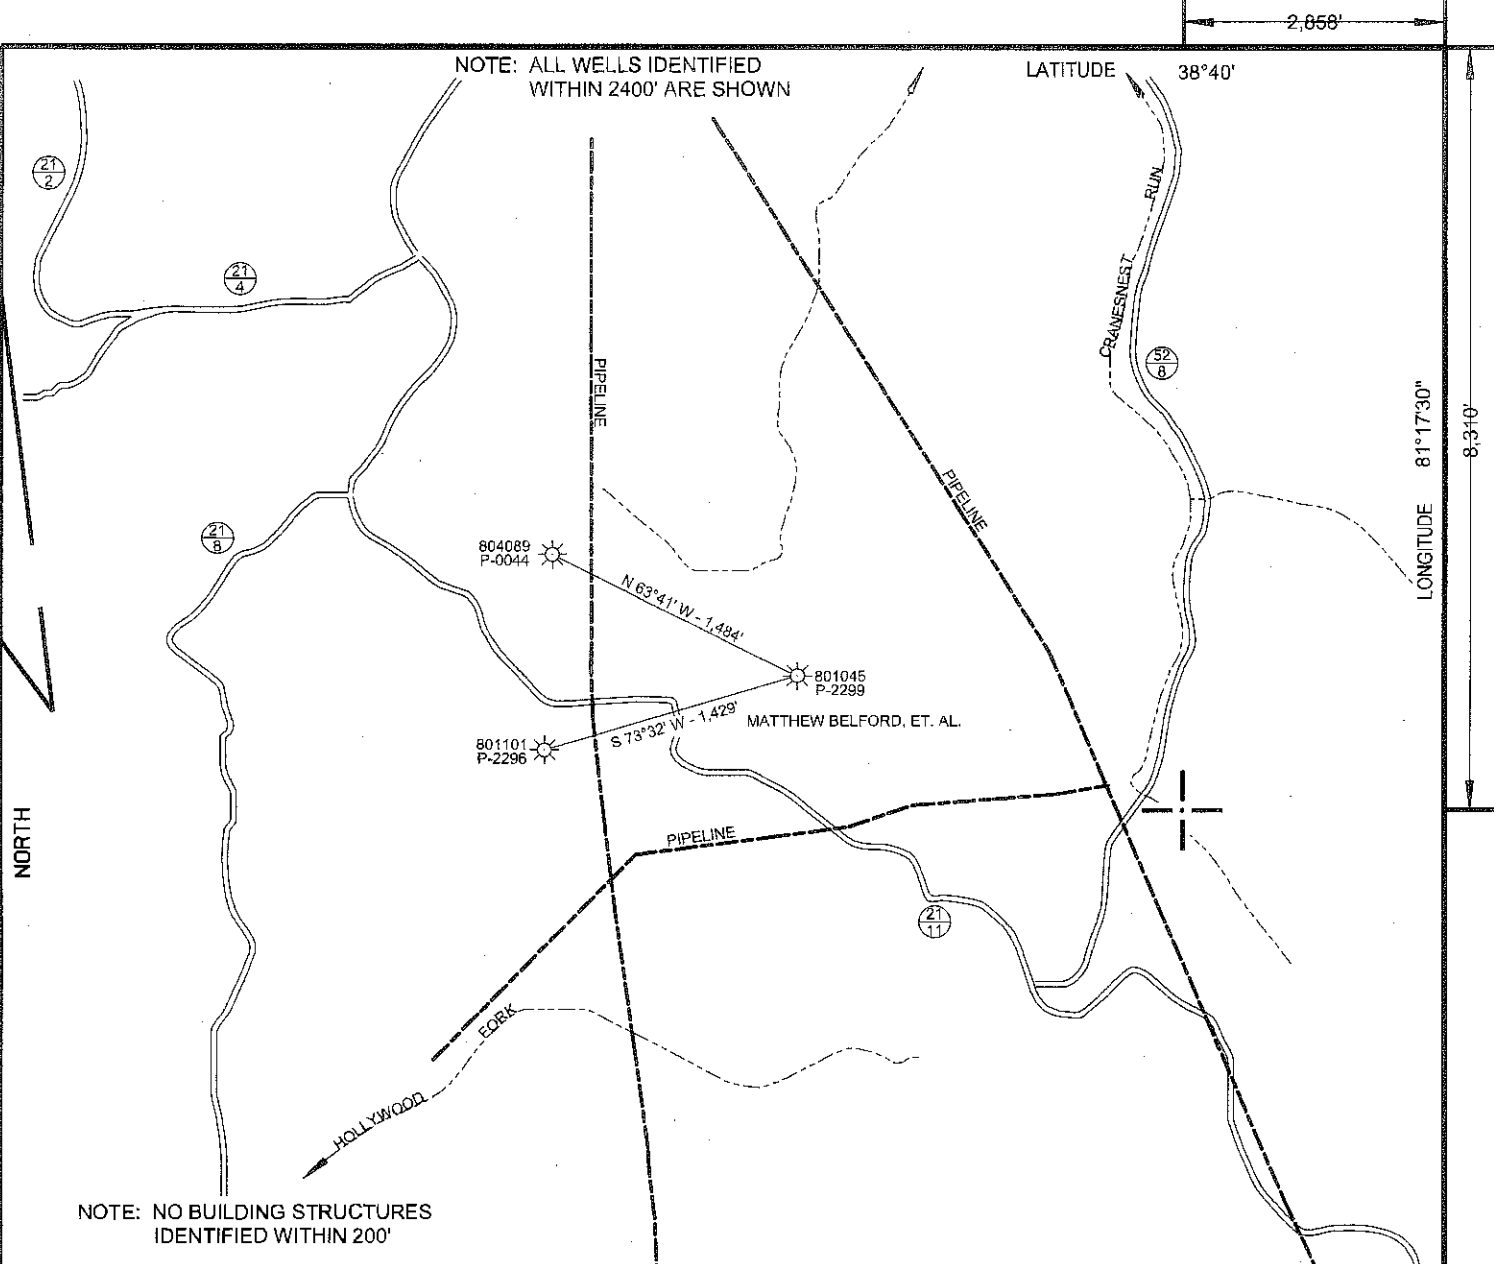 2,858'
NOTE: ALL WELLS IDENTIFIED
WITHIN 2400' ARE SHOWN
LATITUDE 38°40'
21
2
RUN
CRANESNEST
21
4
52
8
PIPELINE
LONGITUDE 81°17'30"
8,310'
PIPELINE
21
8
804089
P-0044
N 63°41' W - 1,484'
801045
P-2299
MATTHEW BELFORD, ET. AL.
S 73°32' W - 1,429'
801101
P-2296
NORTH
PIPELINE
21
11
FORK
HOLLYWOOD
NOTE: NO BUILDING STRUCTURES
IDENTIFIED WITHIN 200'